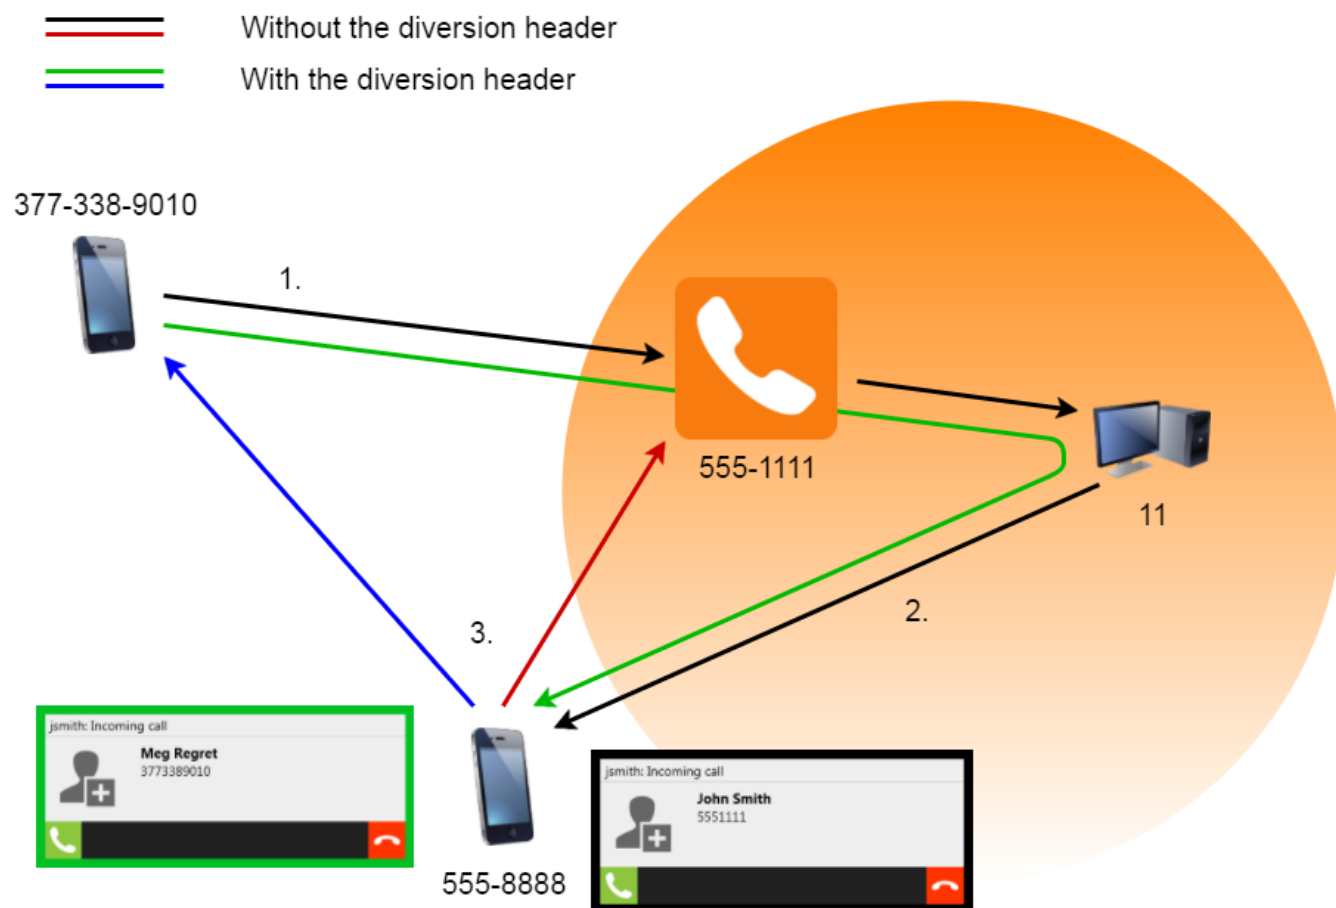 Without the diversion header
With the diversion header
377-338-9010
1.
555-1111
11
2.
3.
jsmith: Incoming call
Meg Regret
3773389010
jsmith: Incoming call
John Smith
5551111
555-8888